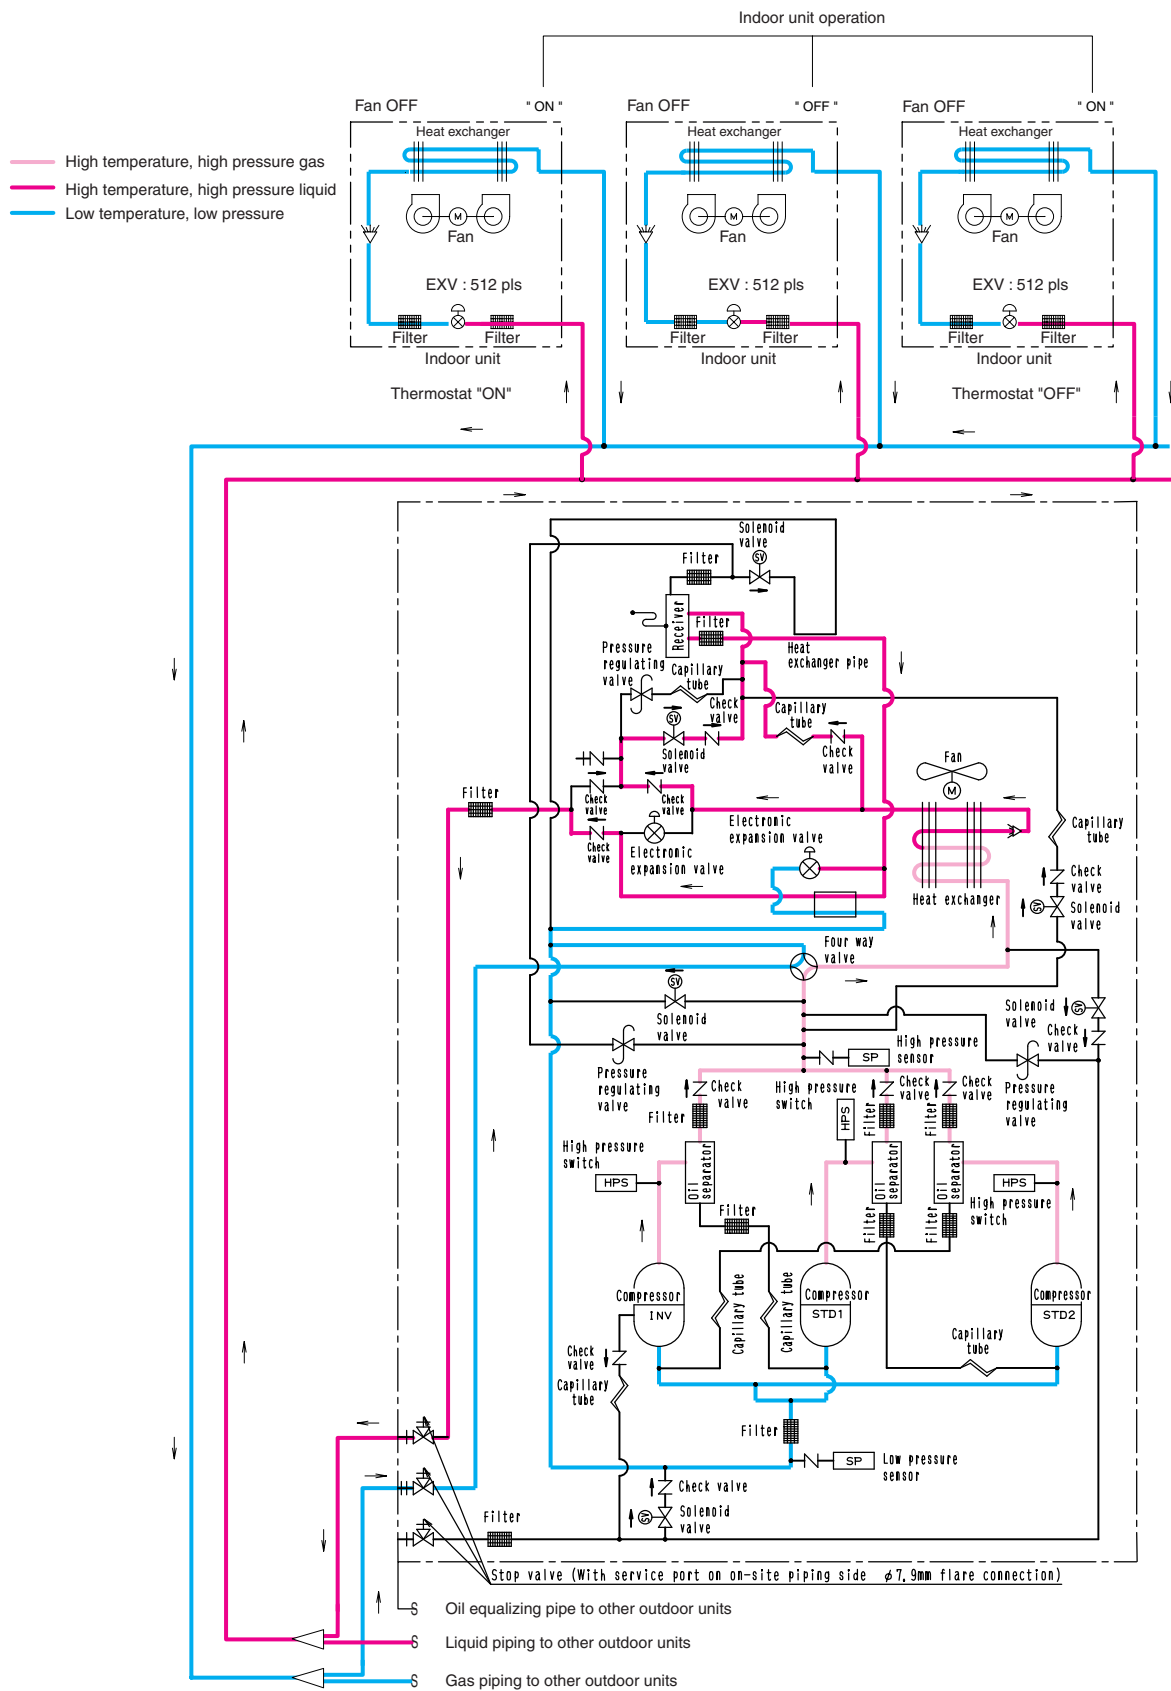 Indoor unit operation
Fan OFF
" ON "
Fan OFF
" OFF "
Fan OFF
" ON "
Heat exchanger
Heat exchanger
Heat exchanger
High temperature, high pressure gas
High temperature, high pressure liquid
Low temperature, low pressure
M
M
M
Fan
Fan
Fan
EXV : 512 pls
EXV : 512 pls
EXV : 512 pls
Filter
Filter
Filter
Filter
Filter
Filter
Indoor unit
Indoor unit
Indoor unit
Thermostat "ON"
Thermostat "OFF"
Solenoid
valve
SV
Filter
Receiver
Filter
Pressure
regulating
valve
Capillary
tube
Heat
exchanger pipe
Check
valve
Capillary
tube
SV
Solenoid
valve
Check
valve
Fan
M
Filter
Check
valve
Check
valve
Check
valve
Electronic
expansion valve
Electronic
expansion valve
Capillary
tube
Check
valve
SV
Solenoid
valve
Heat exchanger
Four way
valve
SV
Solenoid
valve
Solenoid
valve
SV
Check
valve
High pressure
sensor
SP
Pressure
regulating
valve
Check
valve
High pressure
switch
Check
valve
Check
valve
Pressure
regulating
valve
Filter
HPS
Filter
Filter
High pressure
switch
HPS
Oil
separator
Oil
separator
Oil
separator
HPS
High pressure
switch
Filter
Filter
Filter
Compressor
INV
Capillary tube
Capillary tube
Compressor
STD1
Compressor
STD2
Check
valve
Capillary
tube
Capillary
tube
Filter
SP
Low pressure
sensor
Check valve
SV
Solenoid
valve
Filter
Stop valve (With service port on on-site piping side φ7.9mm flare connection)
Oil equalizing pipe to other outdoor units
Liquid piping to other outdoor units
Gas piping to other outdoor units